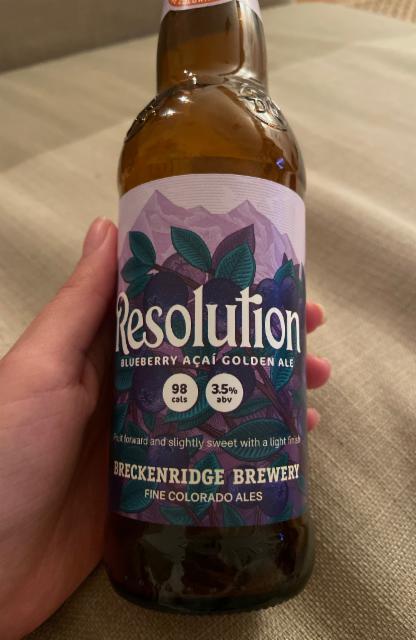 Resolution
BLUEBERRY AÇAÍ GOLDEN ALE
98 cals
3.5% abv
Fruit forward and slightly sweet with a light finish
BRECKENRIDGE BREWERY
FINE COLORADO ALES